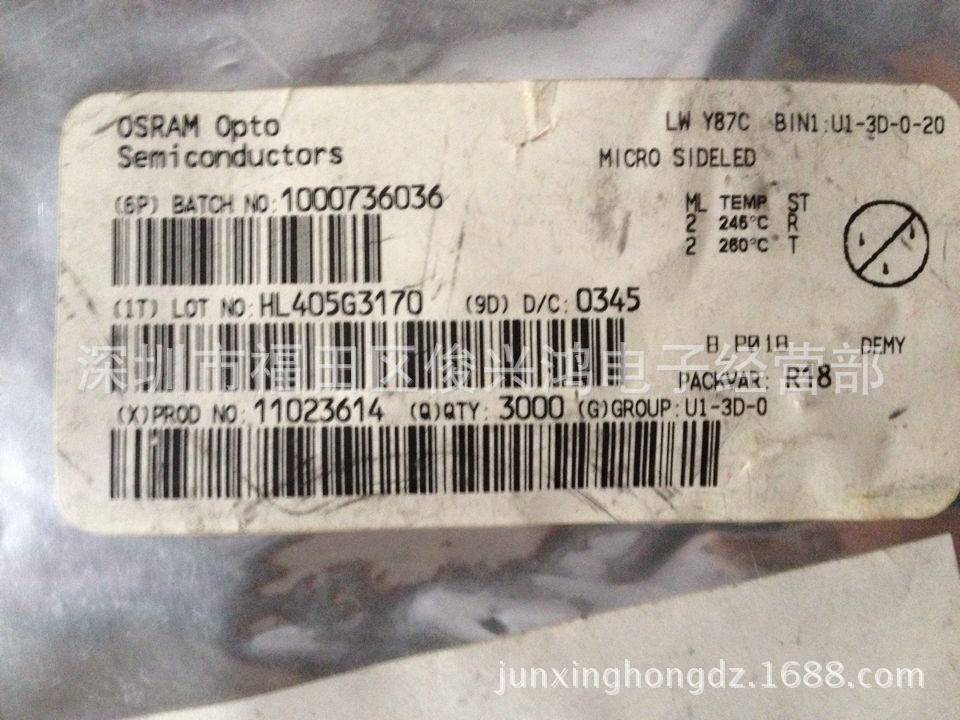 OSRAM Opto
Semiconductors
LW Y87C BIN1:U1-3D-0-20
MICRO SIDELED
(6P) BATCH NO:1000736036
ML TEMP ST
2 245°C R
2 260°C T
(1T) LOT NO:HL405G3170 (9D) D/C:0345
8 P018 DEMY
深圳市福田区俊兴鸿电子经营部
PACKVAR: R18
(X)PROD NO:11023614 (Q)QTY:3000 (G)GROUP:U1-3D-0
junxinghongdz.1688.com